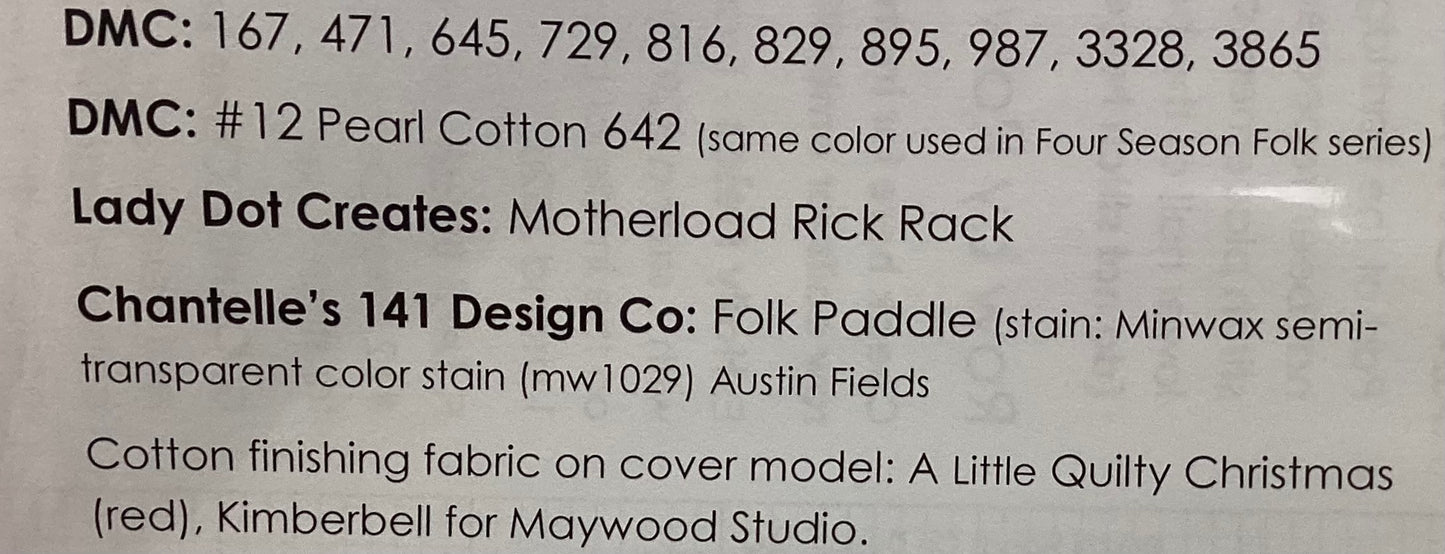 DMC: 167, 471, 645, 729, 816, 829, 895, 987, 3328, 3865
DMC: #12 Pearl Cotton 642 (same color used in Four Season Folk series)
Lady Dot Creates: Motherload Rick Rack
Chantelle's 141 Design Co: Folk Paddle (stain: Minwax semi-
transparent color stain (mw1029) Austin Fields
Cotton finishing fabric on cover model: A Little Quilty Christmas
(red), Kimberbell for Maywood Studio.